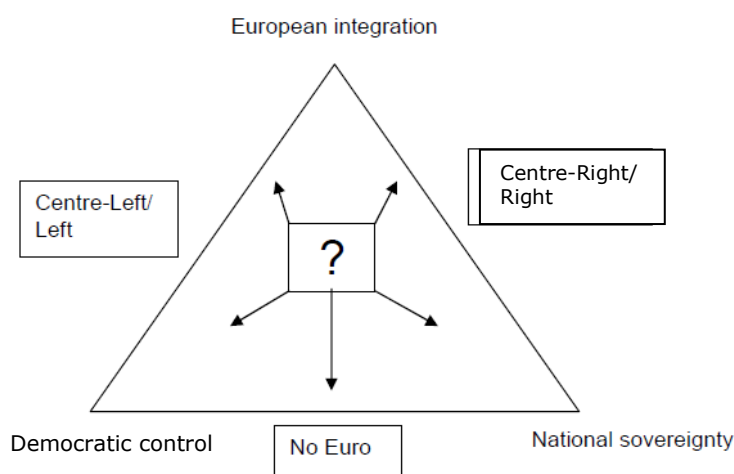 European integration
Centre-Left/
Left
Centre-Right/
Right
?
Democratic control
No Euro
National sovereignty